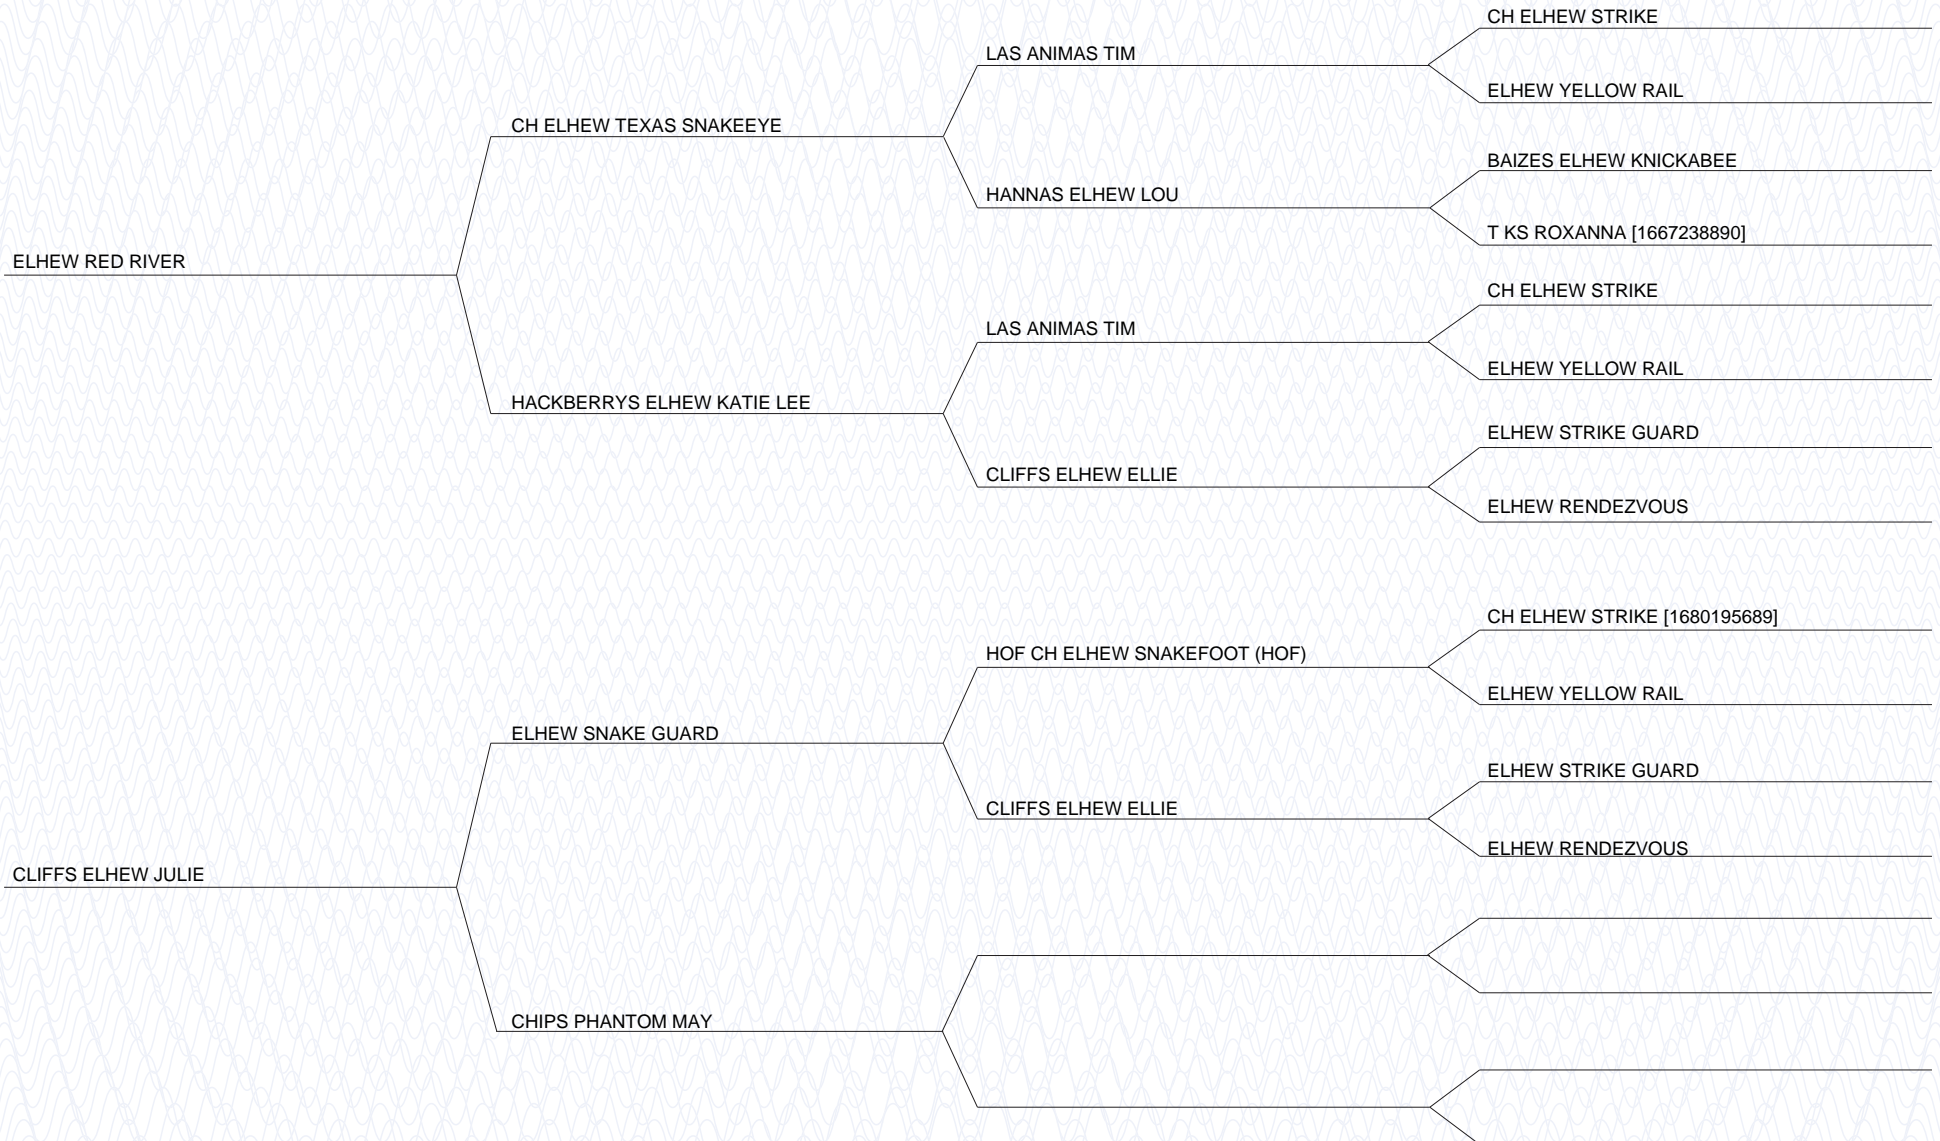 CH ELHEW STRIKE
LAS ANIMAS TIM
ELHEW YELLOW RAIL
CH ELHEW TEXAS SNAKEEYE
BAIZES ELHEW KNICKABEE
HANNAS ELHEW LOU
T KS ROXANNA [1667238890]
ELHEW RED RIVER
CH ELHEW STRIKE
LAS ANIMAS TIM
ELHEW YELLOW RAIL
HACKBERRYS ELHEW KATIE LEE
ELHEW STRIKE GUARD
CLIFFS ELHEW ELLIE
ELHEW RENDEZVOUS
CH ELHEW STRIKE [1680195689]
HOF CH ELHEW SNAKEFOOT (HOF)
ELHEW YELLOW RAIL
ELHEW SNAKE GUARD
ELHEW STRIKE GUARD
CLIFFS ELHEW ELLIE
ELHEW RENDEZVOUS
CLIFFS ELHEW JULIE
CHIPS PHANTOM MAY